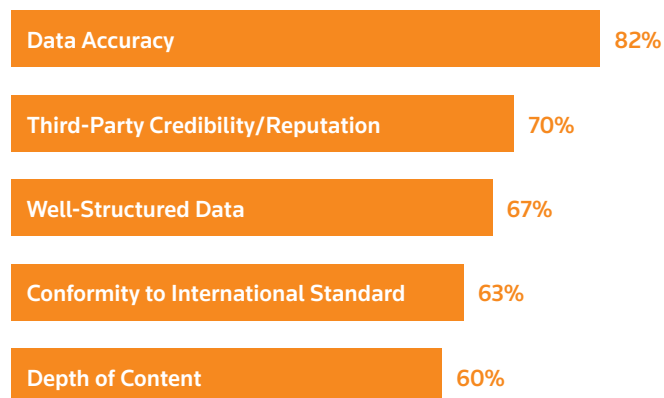 Data Accuracy 82%
Third-Party Credibility/Reputation 70%
Well-Structured Data 67%
Conformity to International Standard 63%
Depth of Content 60%